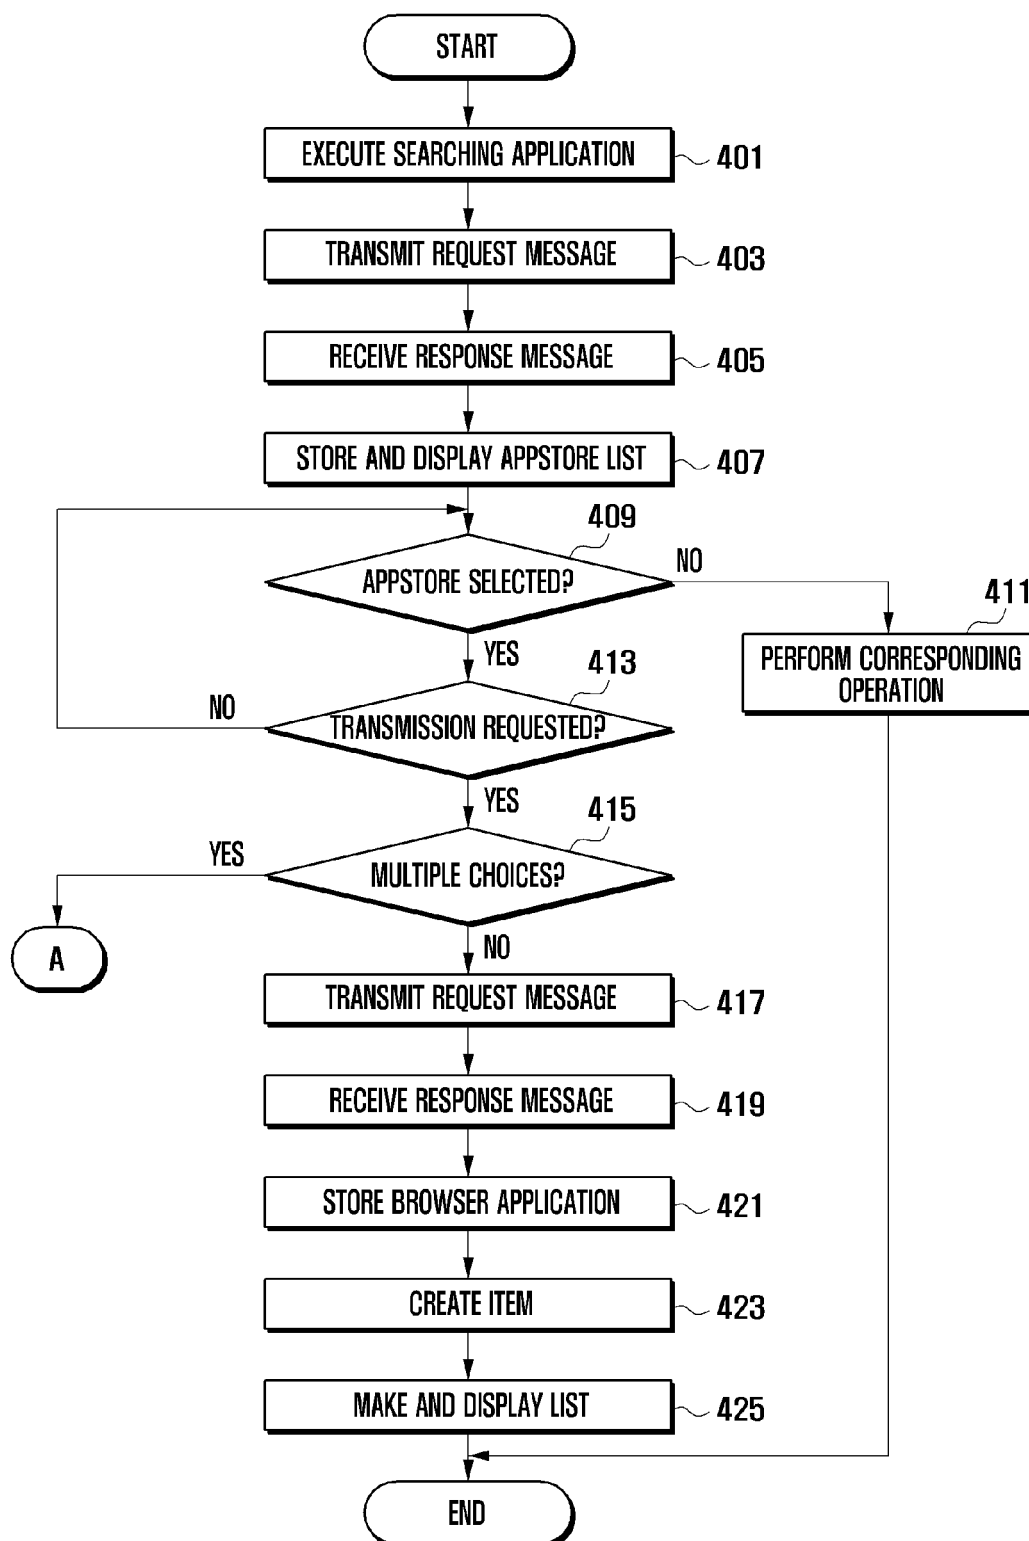 START
EXECUTE SEARCHING APPLICATION
401
TRANSMIT REQUEST MESSAGE
403
RECEIVE RESPONSE MESSAGE
405
STORE AND DISPLAY APPSTORE LIST
407
409
APPSTORE SELECTED?
NO
411
PERFORM CORRESPONDING
OPERATION
YES
413
NO
TRANSMISSION REQUESTED?
YES
415
YES
MULTIPLE CHOICES?
A
NO
TRANSMIT REQUEST MESSAGE
417
RECEIVE RESPONSE MESSAGE
419
STORE BROWSER APPLICATION
421
CREATE ITEM
423
MAKE AND DISPLAY LIST
425
END